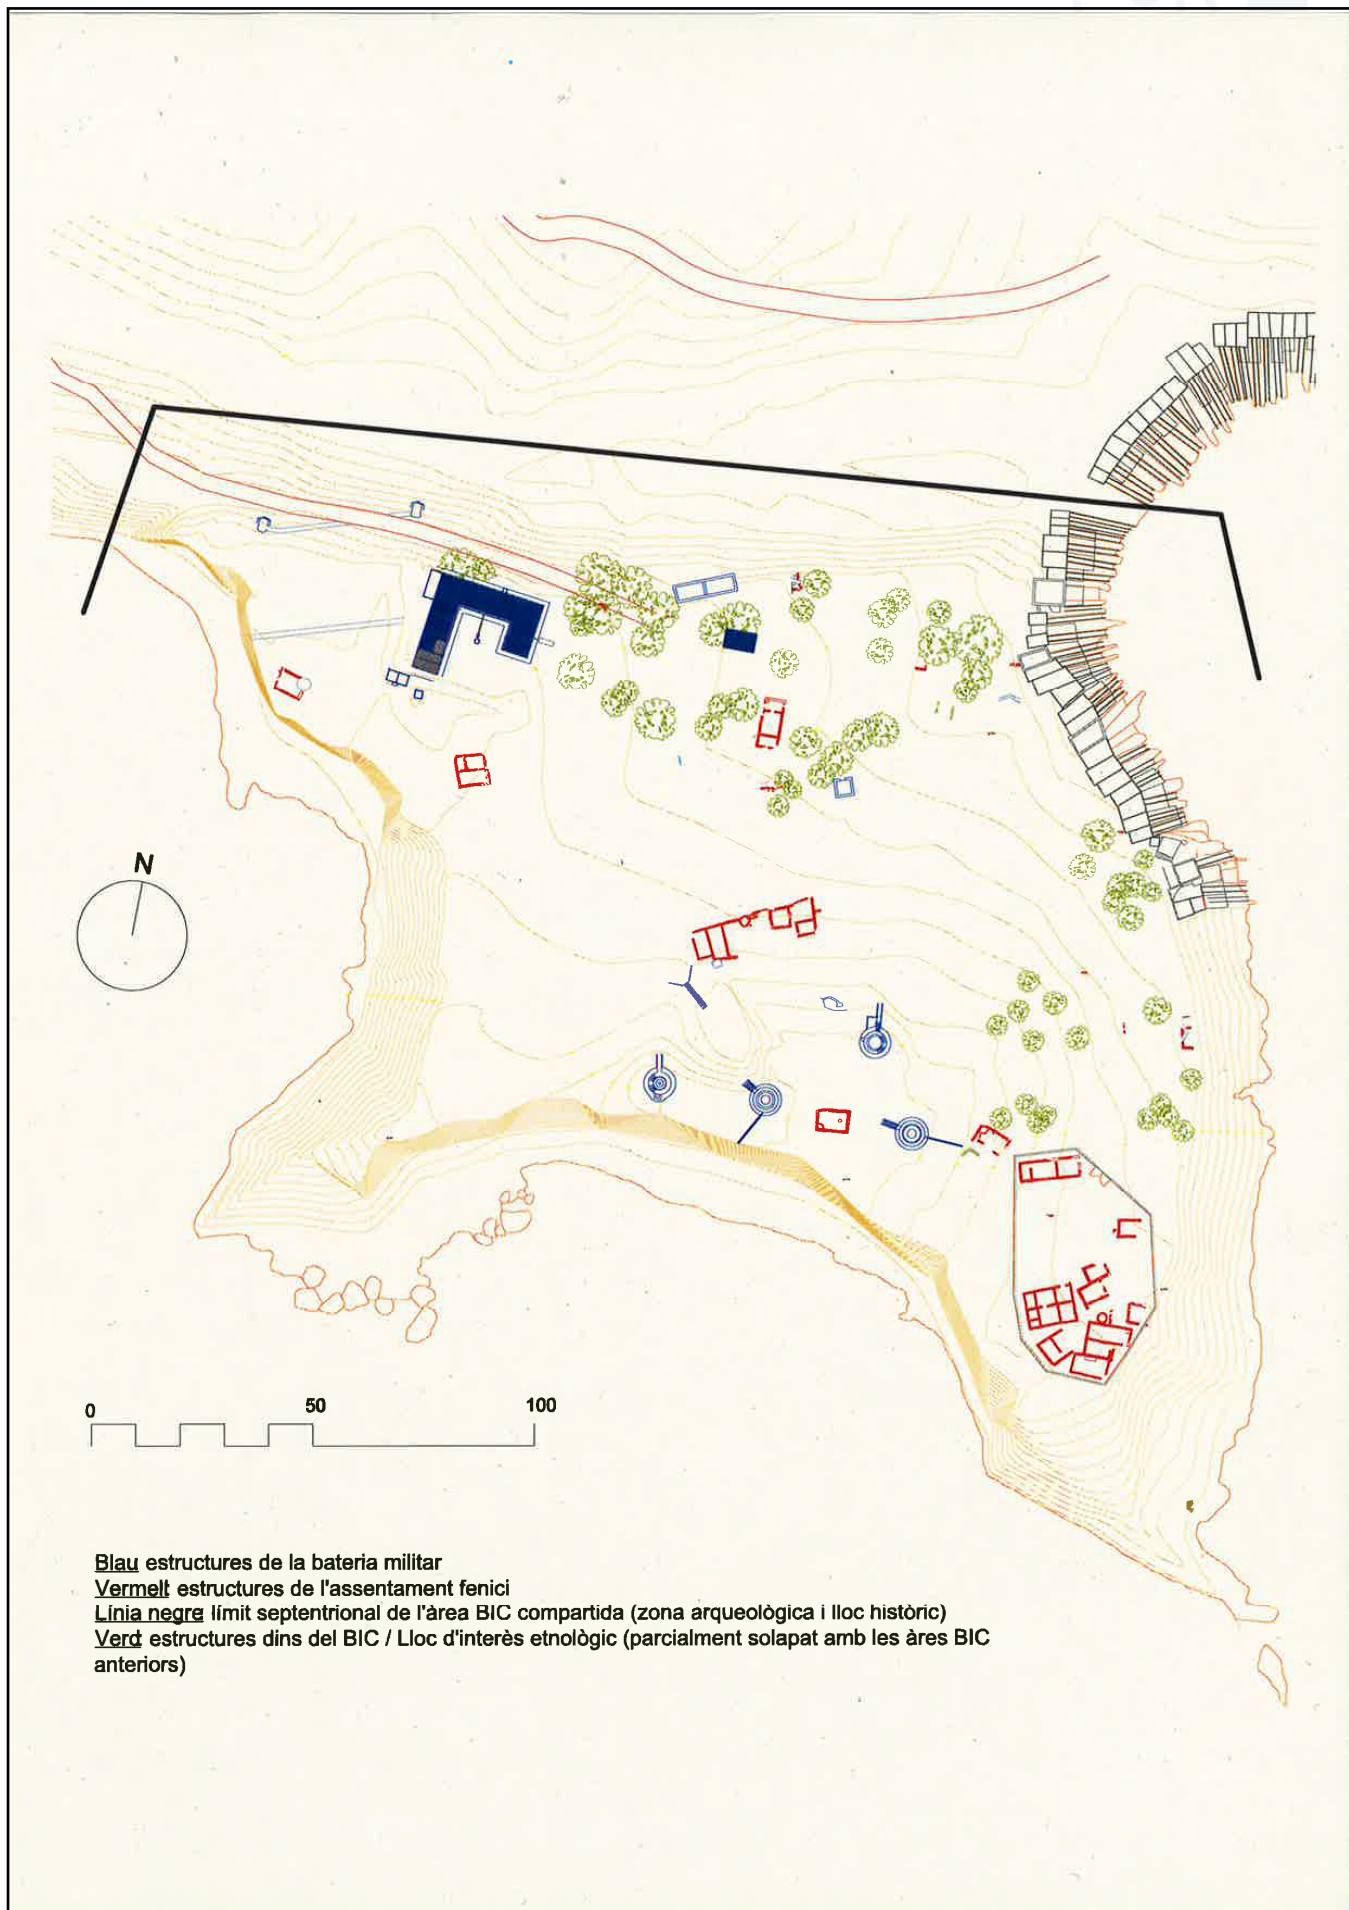 N
0 50 100
Blau estructures de la bateria militar
Vermell estructures de l'assentament fenici
Línia negre límit septentrional de l'àrea BIC compartida (zona arqueològica i lloc històric)
Verd estructures dins del BIC / Lloc d'interès etnològic (parcialment solapat amb les àres BIC
anteriors)